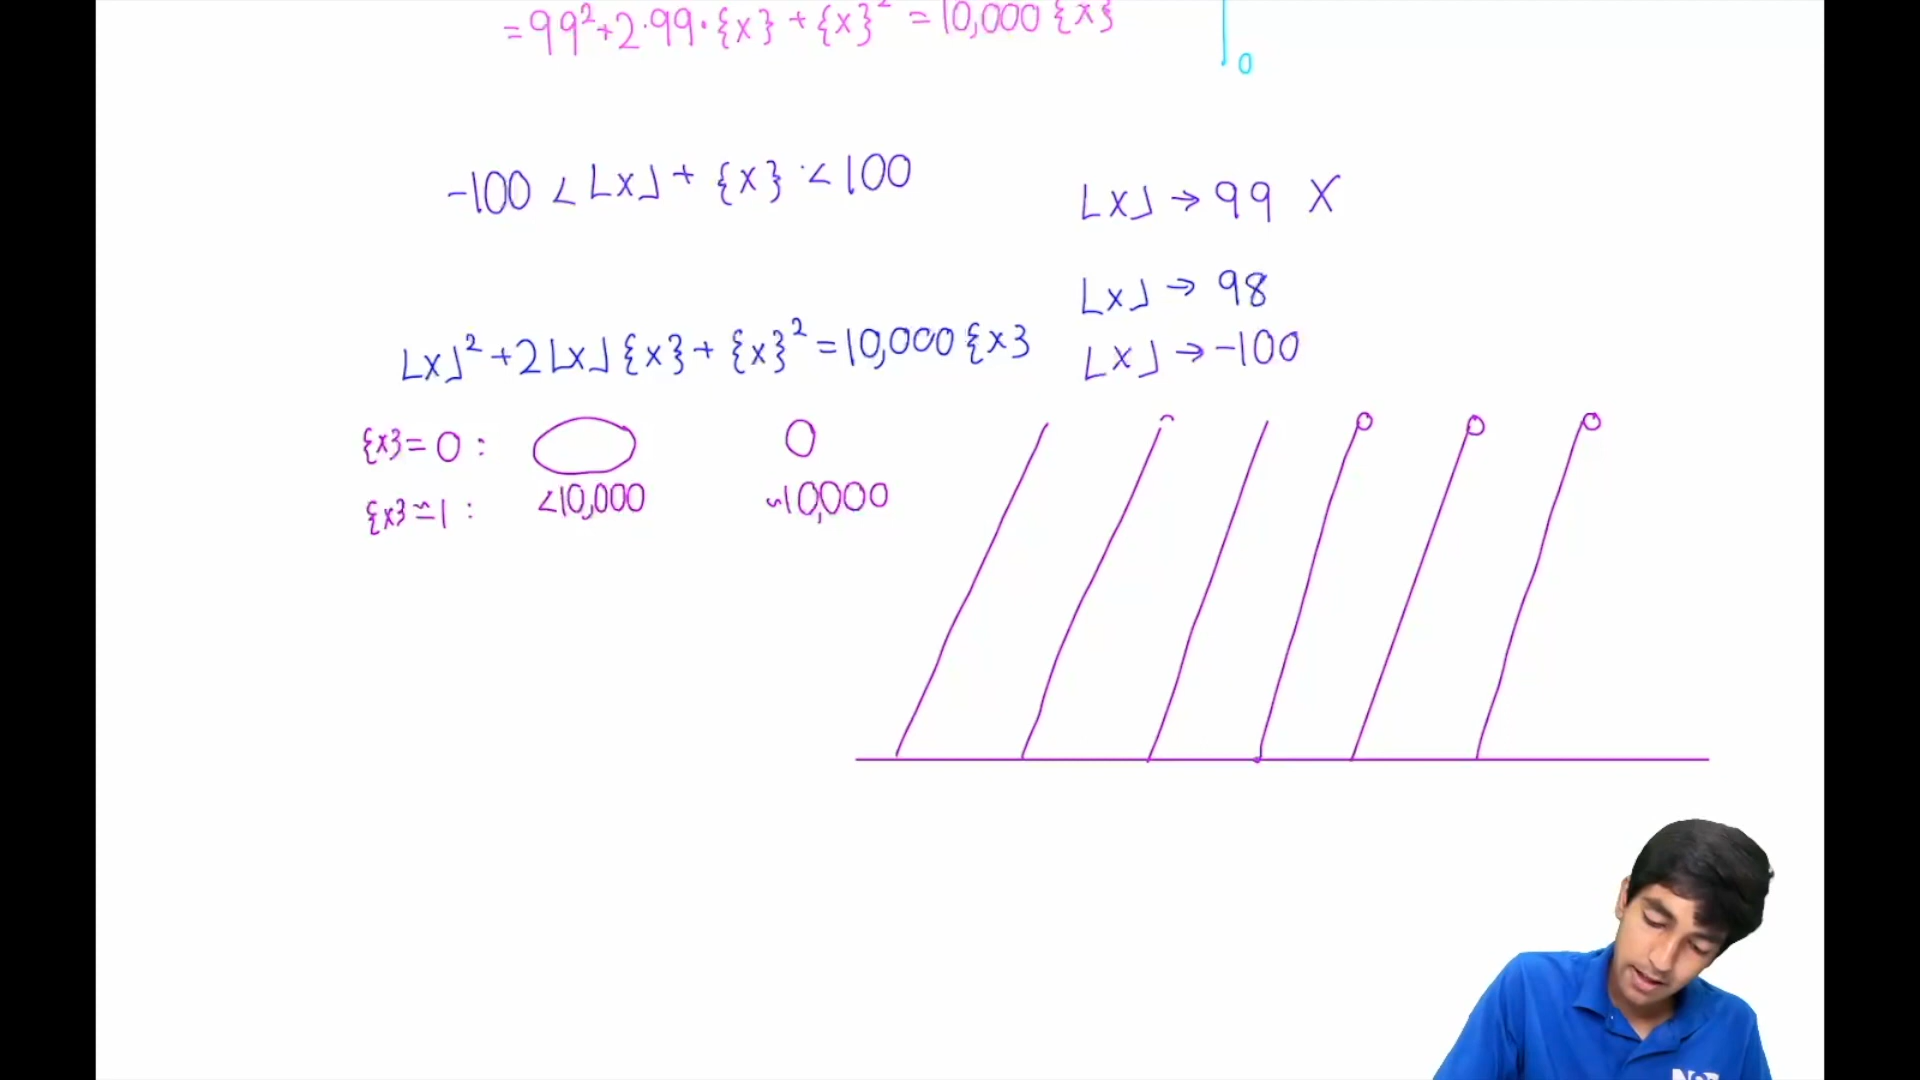 = 99² + 2·99·{x} + {x}² = 10,000 {x}
0
-100 < ⌊x⌋ + {x} < 100
⌊x⌋ → 99 X
⌊x⌋ → 98
⌊x⌋² + 2⌊x⌋{x} + {x}² = 10,000 {x}
⌊x⌋ → -100
{x} = 0 : 0
{x} ≃ 1 : <10,000 ~10,000